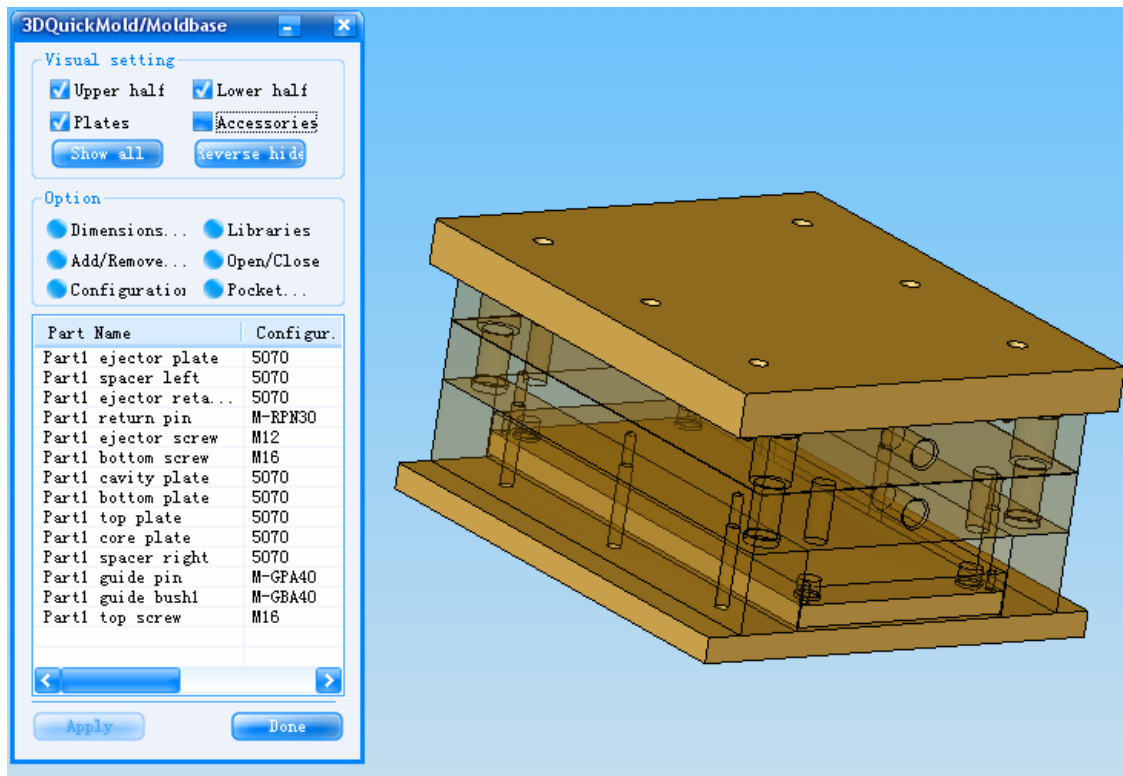 3DQuickMold/Moldbase
Visual setting
Upper half Lower half
Plates Accessories
Show all Reverse hide
Option
Dimensions... Libraries
Add/Remove... Open/Close
Configuration Pocket...
Part Name Configur.
Part1 ejector plate 5070
Part1 spacer left 5070
Part1 ejector reta... 5070
Part1 return pin M-RPN30
Part1 ejector screw M12
Part1 bottom screw M16
Part1 cavity plate 5070
Part1 bottom plate 5070
Part1 top plate 5070
Part1 core plate 5070
Part1 spacer right 5070
Part1 guide pin M-GPA40
Part1 guide bush1 M-GBA40
Part1 top screw M16
Apply Done